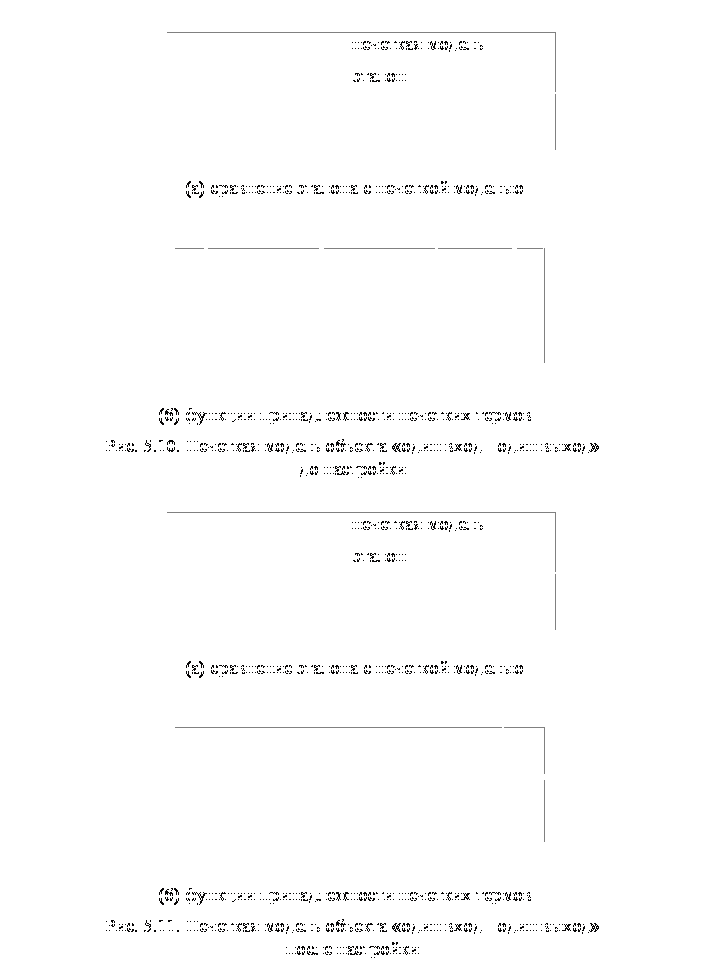 нечеткая модель
эталон
(а) сравнение эталона с нечеткой моделью
(б) функции принадлежности нечетких термов
Рис. 5.10. Нечеткая модель объекта «один вход – один выход»
до настройки
нечеткая модель
эталон
(а) сравнение эталона с нечеткой моделью
(б) функции принадлежности нечетких термов
Рис. 5.11. Нечеткая модель объекта «один вход – один выход»
после настройки